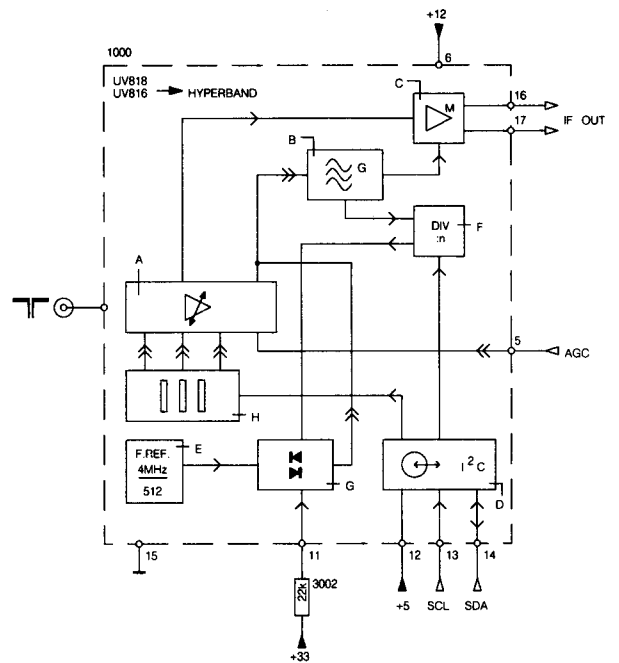 +12
1000
6
UV818
UV816 HYPERBAND
C
M
16
17
IF OUT
B
G
DIV
:n
F
A
5
AGC
H
F.REF.
4MHz
512
E
G
I²C
D
15
11
12
13
14
22k
3002
+5
SCL
SDA
+33